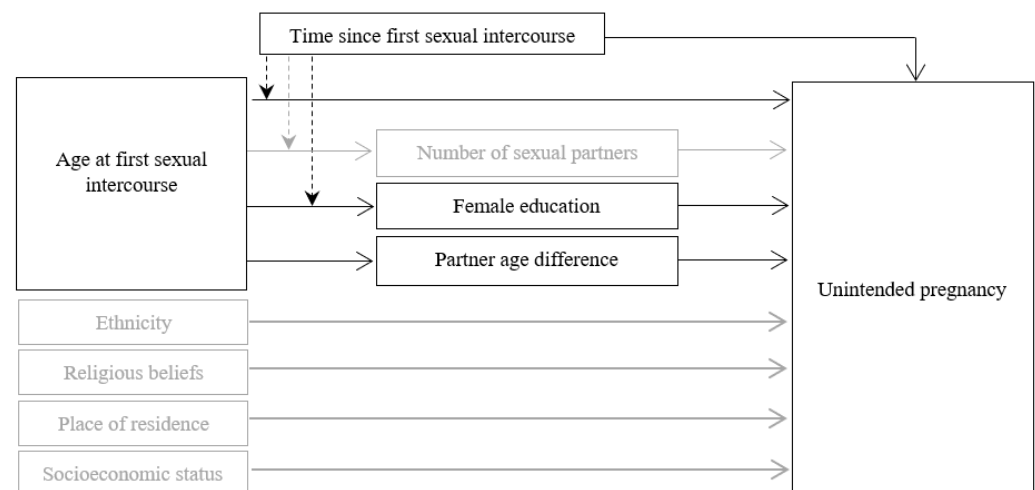 Time since first sexual intercourse
Age at first sexual
intercourse
Number of sexual partners
Female education
Partner age difference
Unintended pregnancy
Ethnicity
Religious beliefs
Place of residence
Socioeconomic status